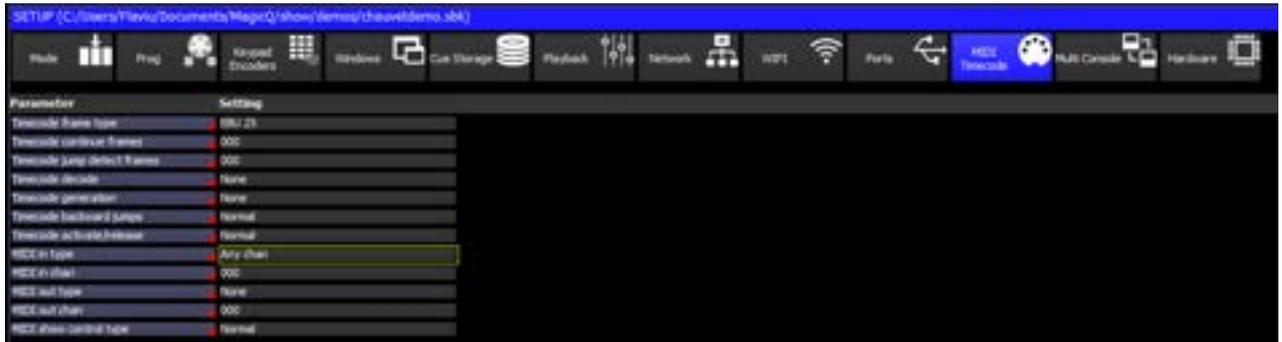 SETUP (C:/Users/Flaviu/Documents/MagicQ/show/demos/chauvetdemo.sbk)
Mode Prog Keypad Encoders Windows Cue Storage Playback Network WIFI Ports MIDI Timecode Multi Console Hardware
Parameter Setting
Timecode frame type EBU 25
Timecode continue frames 000
Timecode jump detect frames 000
Timecode decode None
Timecode generation None
Timecode backward jumps Normal
Timecode activate/release Normal
MIDI in type Any chan
MIDI in chan 000
MIDI out type None
MIDI out chan 000
MIDI show control type Normal